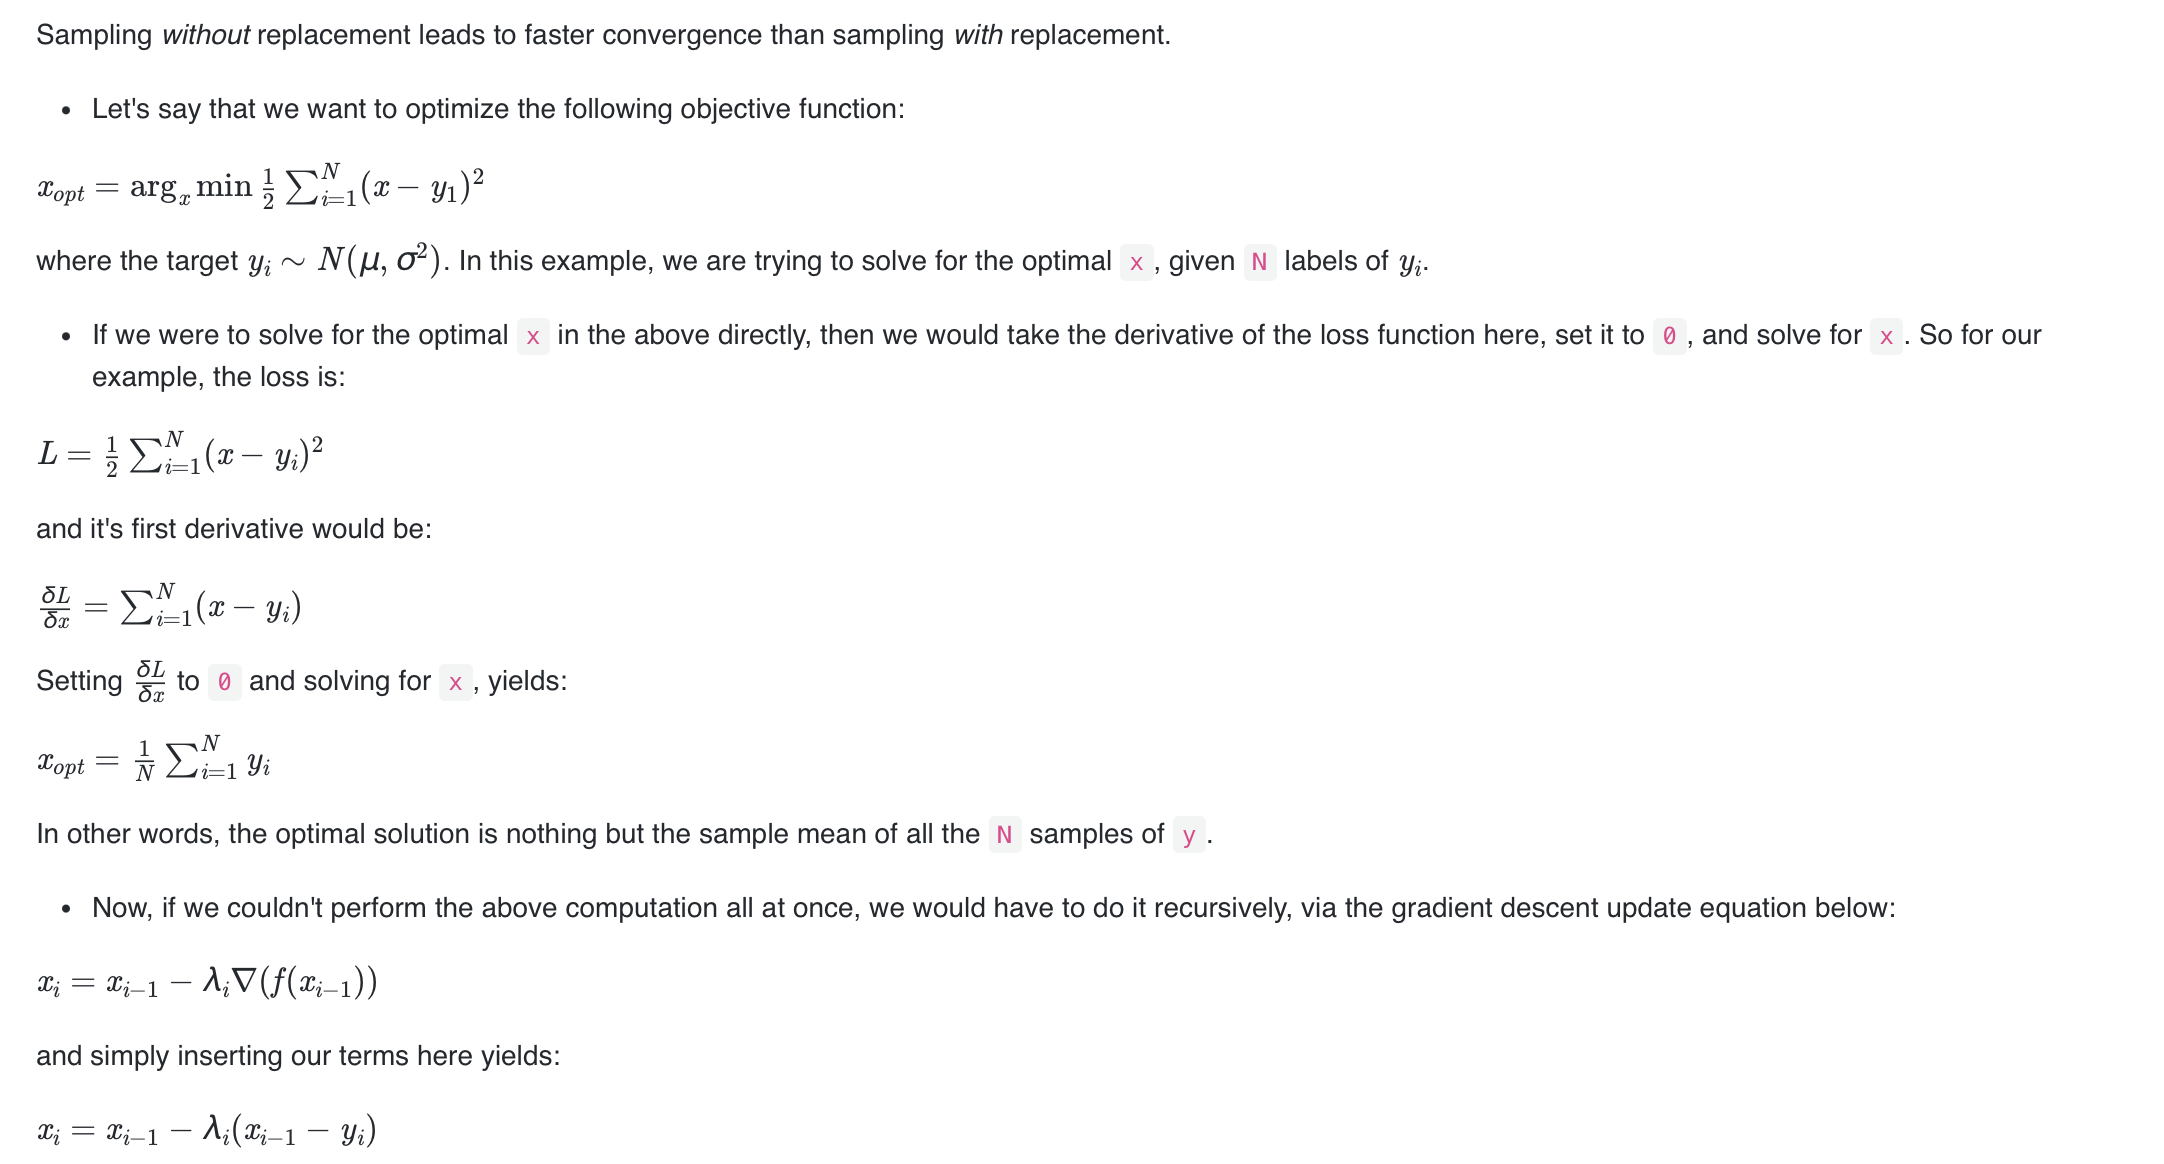 Sampling without replacement leads to faster convergence than sampling with replacement.
• Let's say that we want to optimize the following objective function:
$x_{opt} = \arg_x \min \frac{1}{2} \sum_{i=1}^{N} (x - y_1)^2$
where the target $y_i \sim N(\mu, \sigma^2)$. In this example, we are trying to solve for the optimal x , given N labels of $y_i$.
• If we were to solve for the optimal x in the above directly, then we would take the derivative of the loss function here, set it to 0 , and solve for x . So for our
example, the loss is:
$L = \frac{1}{2} \sum_{i=1}^{N} (x - y_i)^2$
and it's first derivative would be:
$\frac{\delta L}{\delta x} = \sum_{i=1}^{N} (x - y_i)$
Setting $\frac{\delta L}{\delta x}$ to 0 and solving for x , yields:
$x_{opt} = \frac{1}{N} \sum_{i=1}^{N} y_i$
In other words, the optimal solution is nothing but the sample mean of all the N samples of y .
• Now, if we couldn't perform the above computation all at once, we would have to do it recursively, via the gradient descent update equation below:
$x_i = x_{i-1} - \lambda_i \nabla (f(x_{i-1}))$
and simply inserting our terms here yields:
$x_i = x_{i-1} - \lambda_i (x_{i-1} - y_i)$